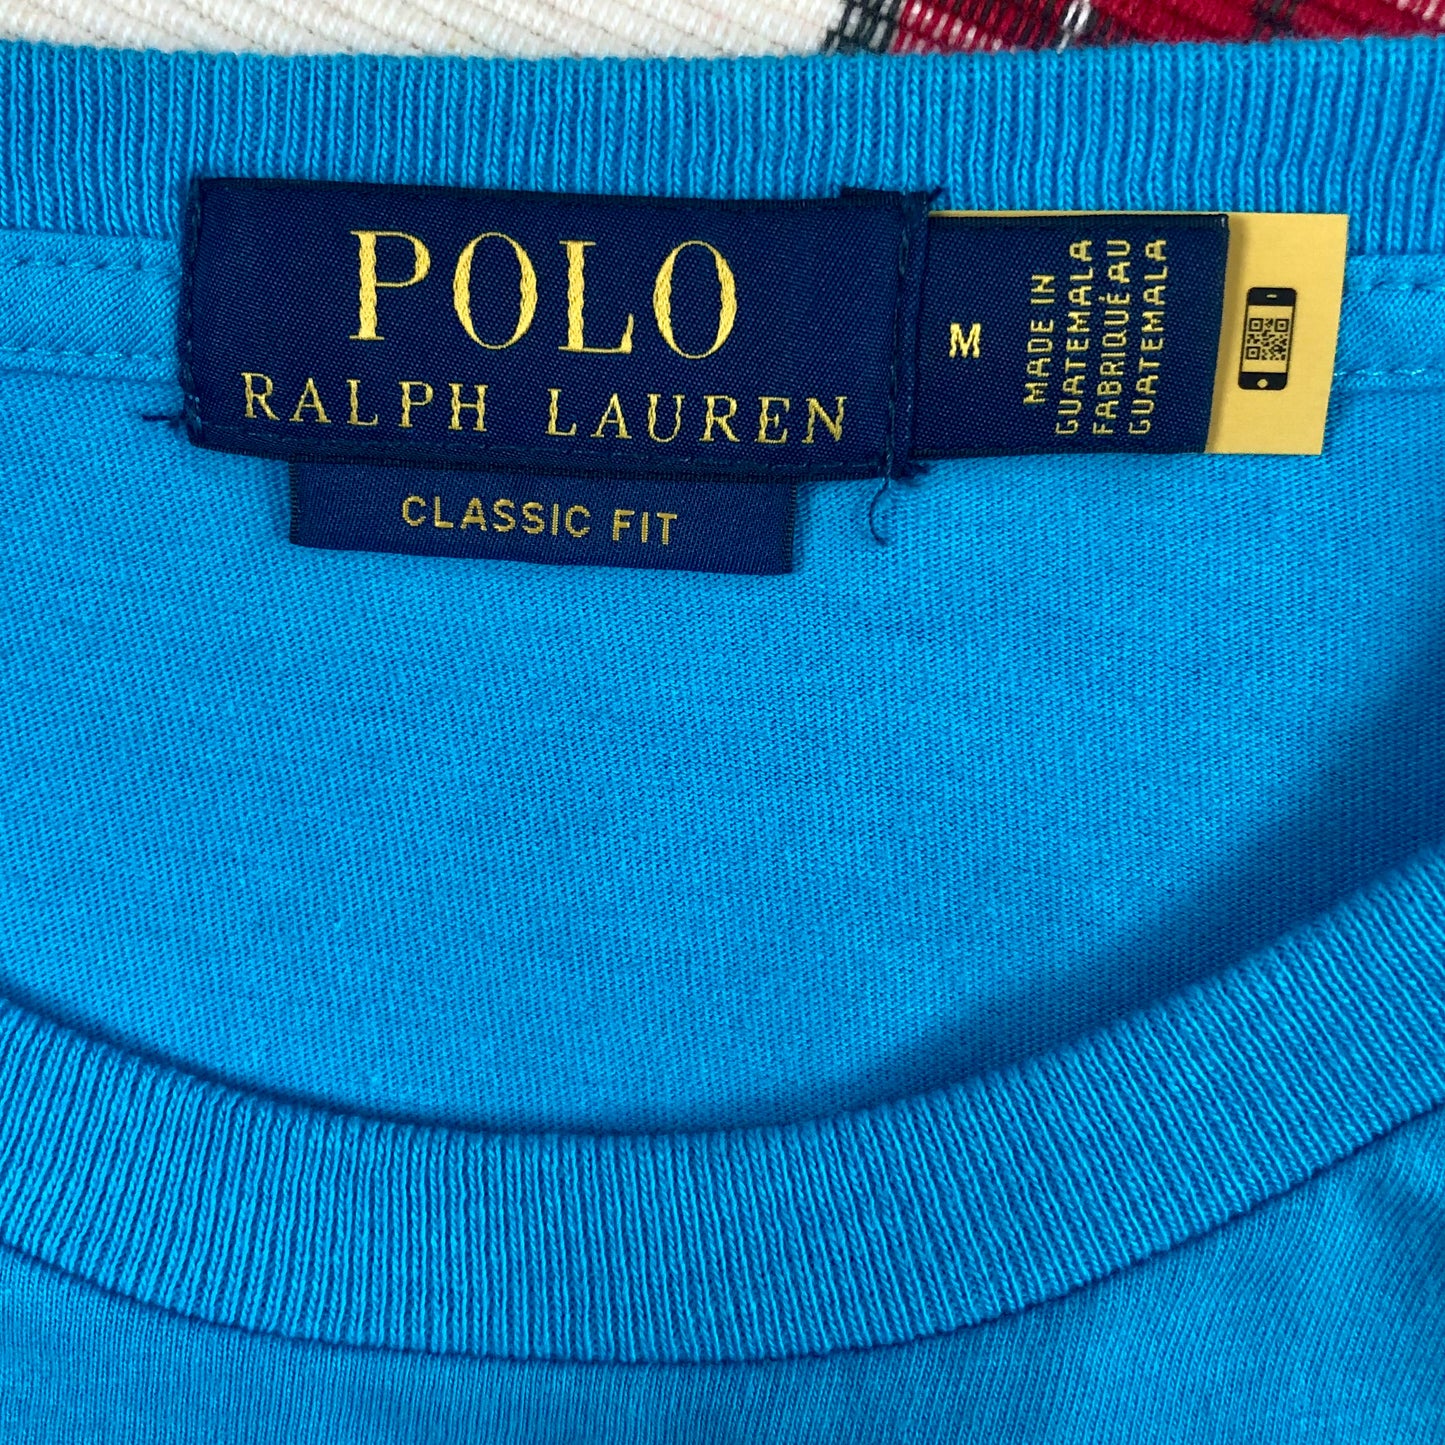 POLO
RALPH LAUREN
CLASSIC FIT
M
MADE IN
GUATEMALA
FABRIQUÉ AU
GUATEMALA